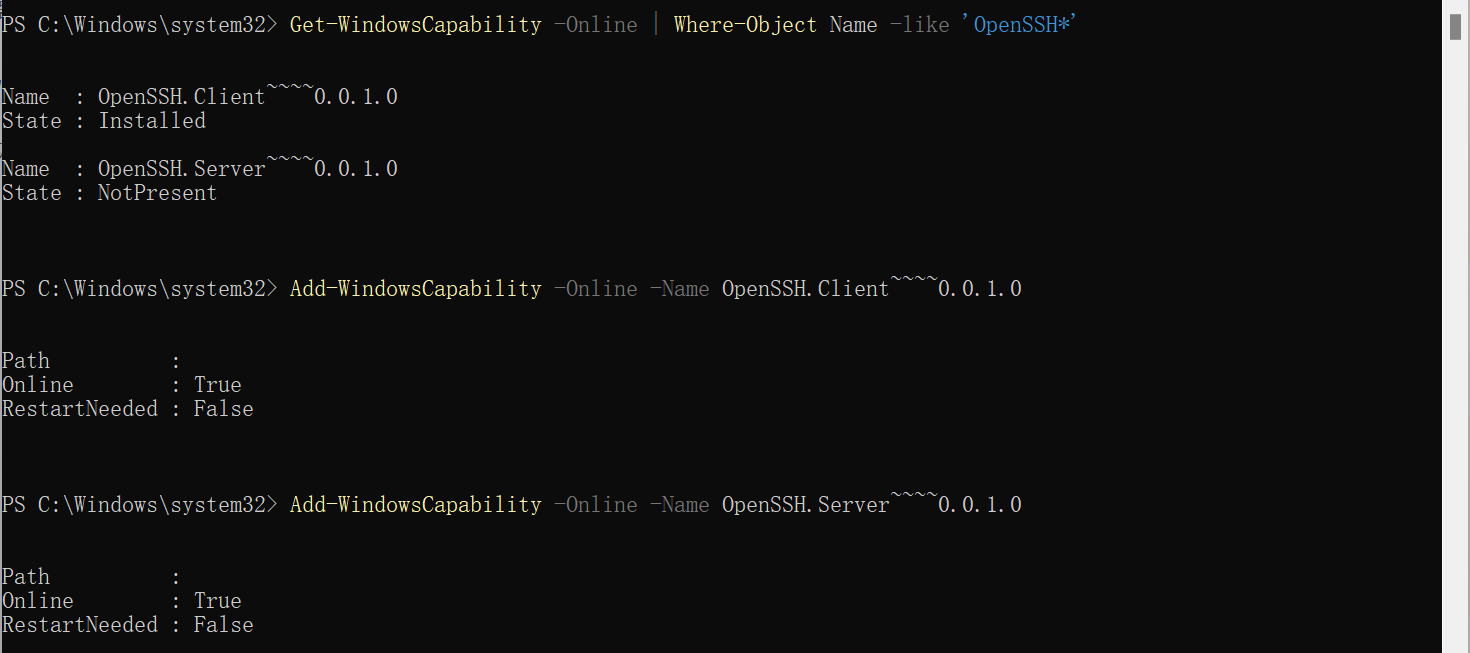 PS C:\Windows\system32> Get-WindowsCapability -Online | Where-Object Name -like 'OpenSSH*'
Name  : OpenSSH.Client~~~~0.0.1.0
State : Installed
Name  : OpenSSH.Server~~~~0.0.1.0
State : NotPresent
PS C:\Windows\system32> Add-WindowsCapability -Online -Name OpenSSH.Client~~~~0.0.1.0
Path          :
Online        : True
RestartNeeded : False
PS C:\Windows\system32> Add-WindowsCapability -Online -Name OpenSSH.Server~~~~0.0.1.0
Path          :
Online        : True
RestartNeeded : False